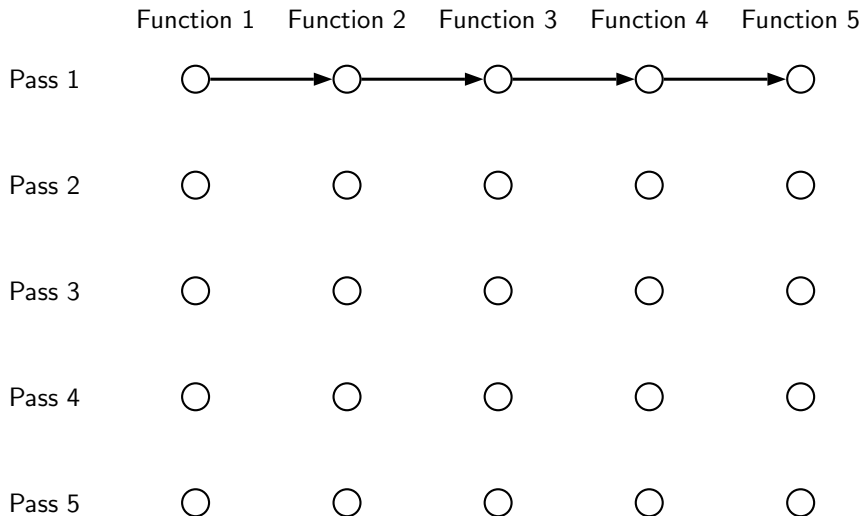 Function 1 Function 2 Function 3 Function 4 Function 5
Pass 1
Pass 2
Pass 3
Pass 4
Pass 5